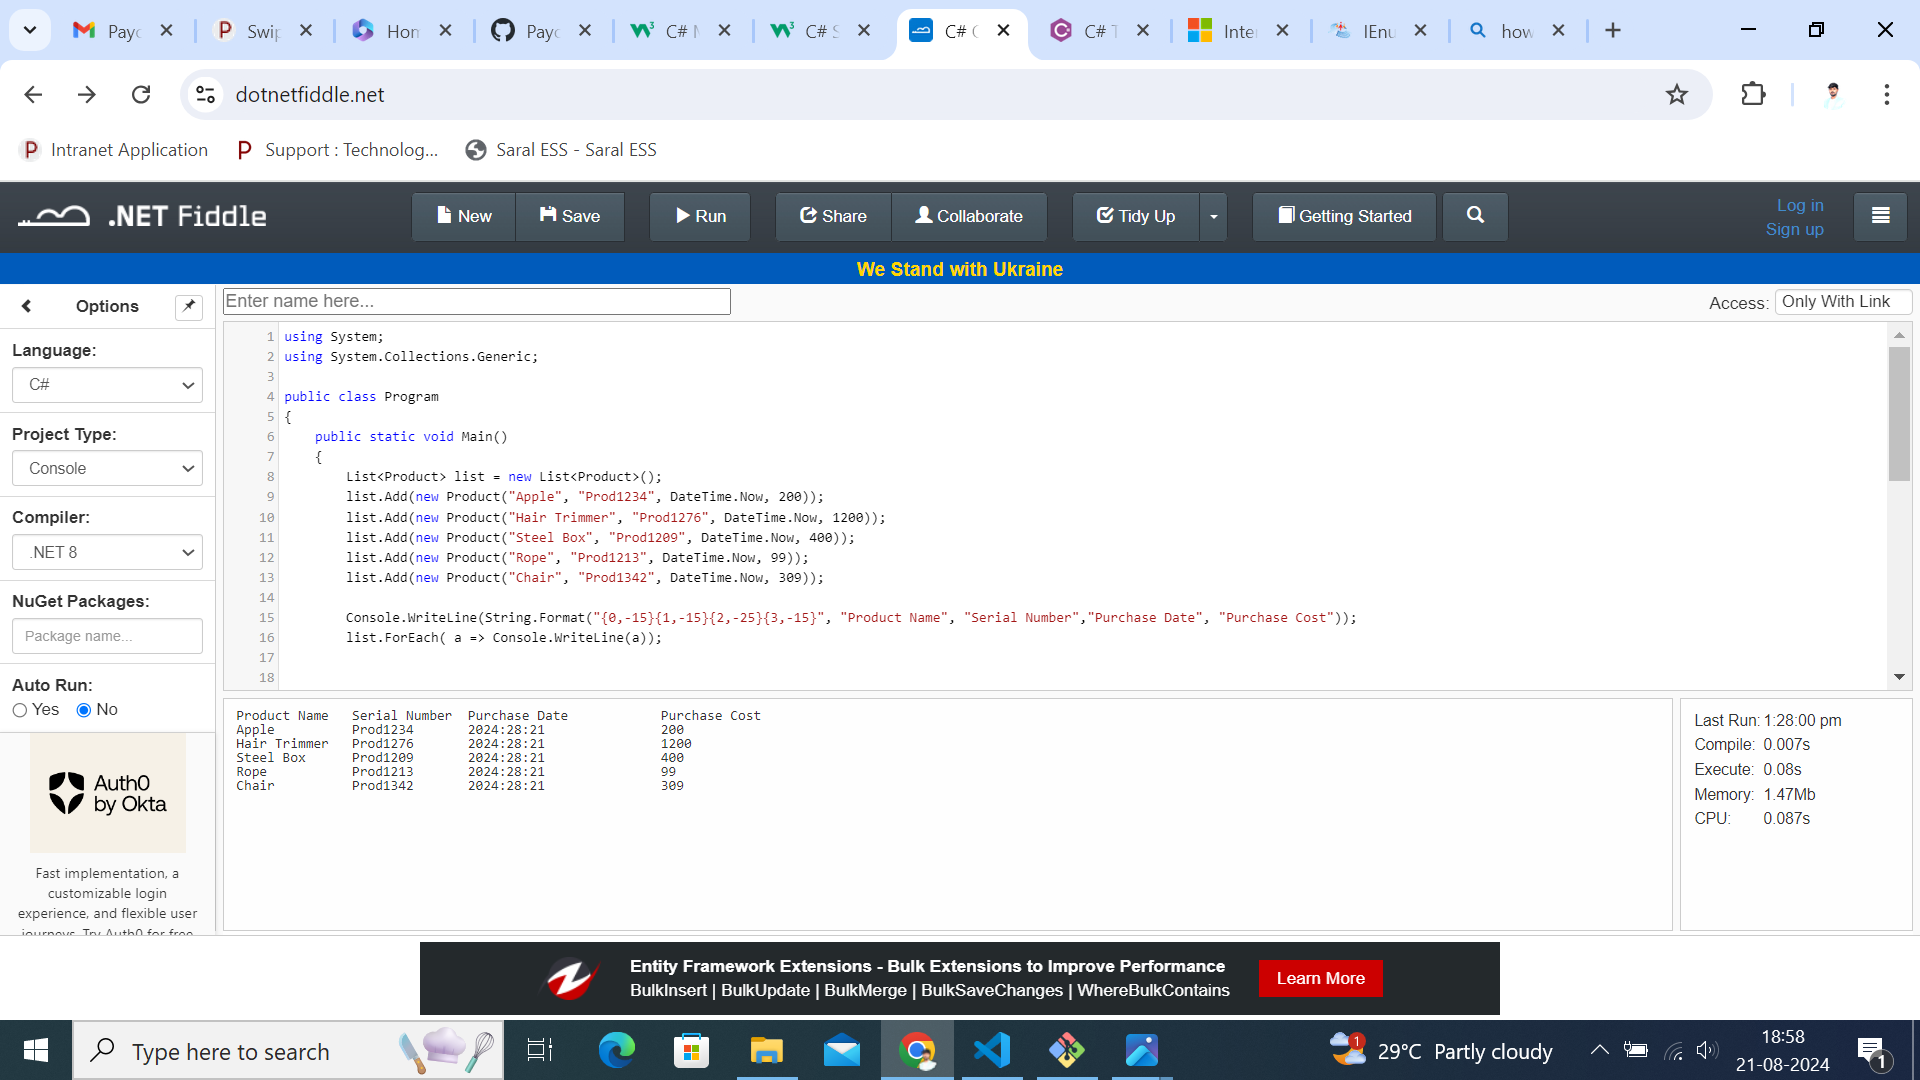 Payc
Swip
Hom
Payc
C# M
C# S
C# C
C# T
Inte
IEnu
how
dotnetfiddle.net
Intranet Application
Support : Technolog...
Saral ESS - Saral ESS
.NET Fiddle
New
Save
Run
Share
Collaborate
Tidy Up
Getting Started
Log in
Sign up
We Stand with Ukraine
Options
Enter name here...
Access: Only With Link
Language:
C#
Project Type:
Console
Compiler:
.NET 8
NuGet Packages:
Package name...
Auto Run:
Yes No
Auth0
by Okta
Fast implementation, a
customizable login
experience, and flexible user
journeys. Try Auth0 for free
1 using System;
2 using System.Collections.Generic;
3
4 public class Program
5 {
6 public static void Main()
7 {
8 List<Product> list = new List<Product>();
9 list.Add(new Product("Apple", "Prod1234", DateTime.Now, 200));
10 list.Add(new Product("Hair Trimmer", "Prod1276", DateTime.Now, 1200));
11 list.Add(new Product("Steel Box", "Prod1209", DateTime.Now, 400));
12 list.Add(new Product("Rope", "Prod1213", DateTime.Now, 99));
13 list.Add(new Product("Chair", "Prod1342", DateTime.Now, 309));
14
15 Console.WriteLine(String.Format("{0,-15}{1,-15}{2,-25}{3,-15}", "Product Name", "Serial Number","Purchase Date", "Purchase Cost"));
16 list.ForEach( a => Console.WriteLine(a));
17
18
Product Name Serial Number Purchase Date Purchase Cost
Apple Prod1234 2024:28:21 200
Hair Trimmer Prod1276 2024:28:21 1200
Steel Box Prod1209 2024:28:21 400
Rope Prod1213 2024:28:21 99
Chair Prod1342 2024:28:21 309
Last Run: 1:28:00 pm
Compile: 0.007s
Execute: 0.08s
Memory: 1.47Mb
CPU: 0.087s
Entity Framework Extensions - Bulk Extensions to Improve Performance
BulkInsert | BulkUpdate | BulkMerge | BulkSaveChanges | WhereBulkContains
Learn More
Type here to search
1
29°C Partly cloudy
18:58
21-08-2024
1